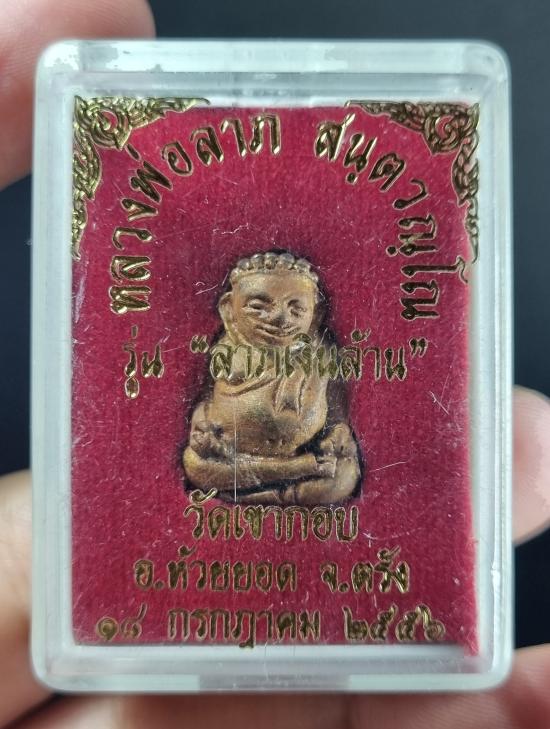 หลวงพ่อลาภ สนฺตวณฺโณ
รุ่น "ลาภเงินล้าน"
วัดเขากอบ
อ.ห้วยยอด จ.ตรัง
๑๘ กรกฎาคม ๒๕๕๖